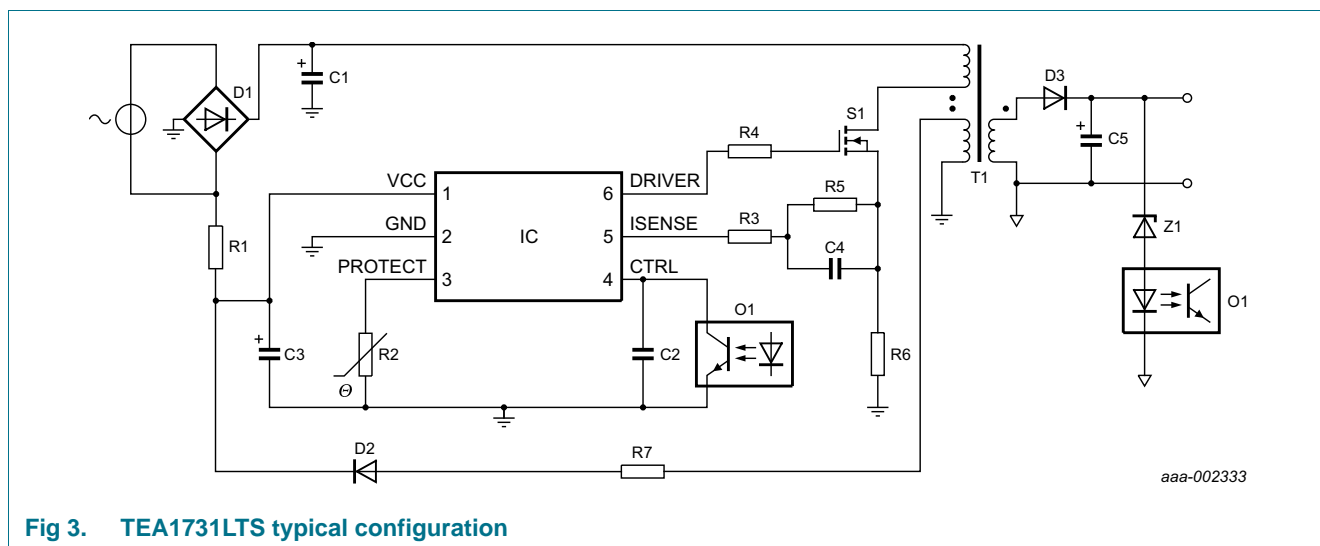 D1
C1
D3
S1
R4
C5
T1
VCC
1
6
DRIVER
R5
GND
2
IC
5
ISENSE
R3
Z1
R1
C4
PROTECT
3
4
CTRL
O1
O1
C3
R2
Θ
C2
R6
D2
R7
aaa-002333
Fig 3. TEA1731LTS typical configuration